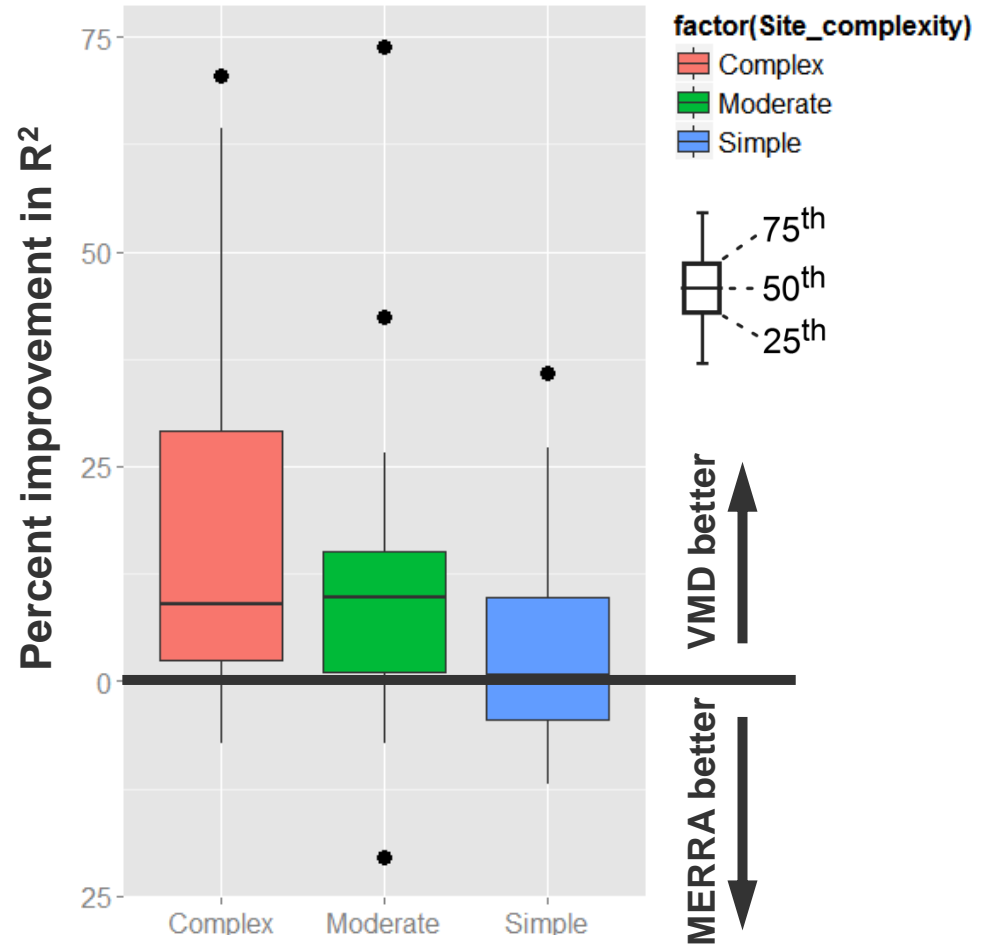 Percent improvement in R²
75
50
25
0
25
Complex
Moderate
Simple
factor(Site_complexity)
Complex
Moderate
Simple
75th
50th
25th
VMD better
MERRA better